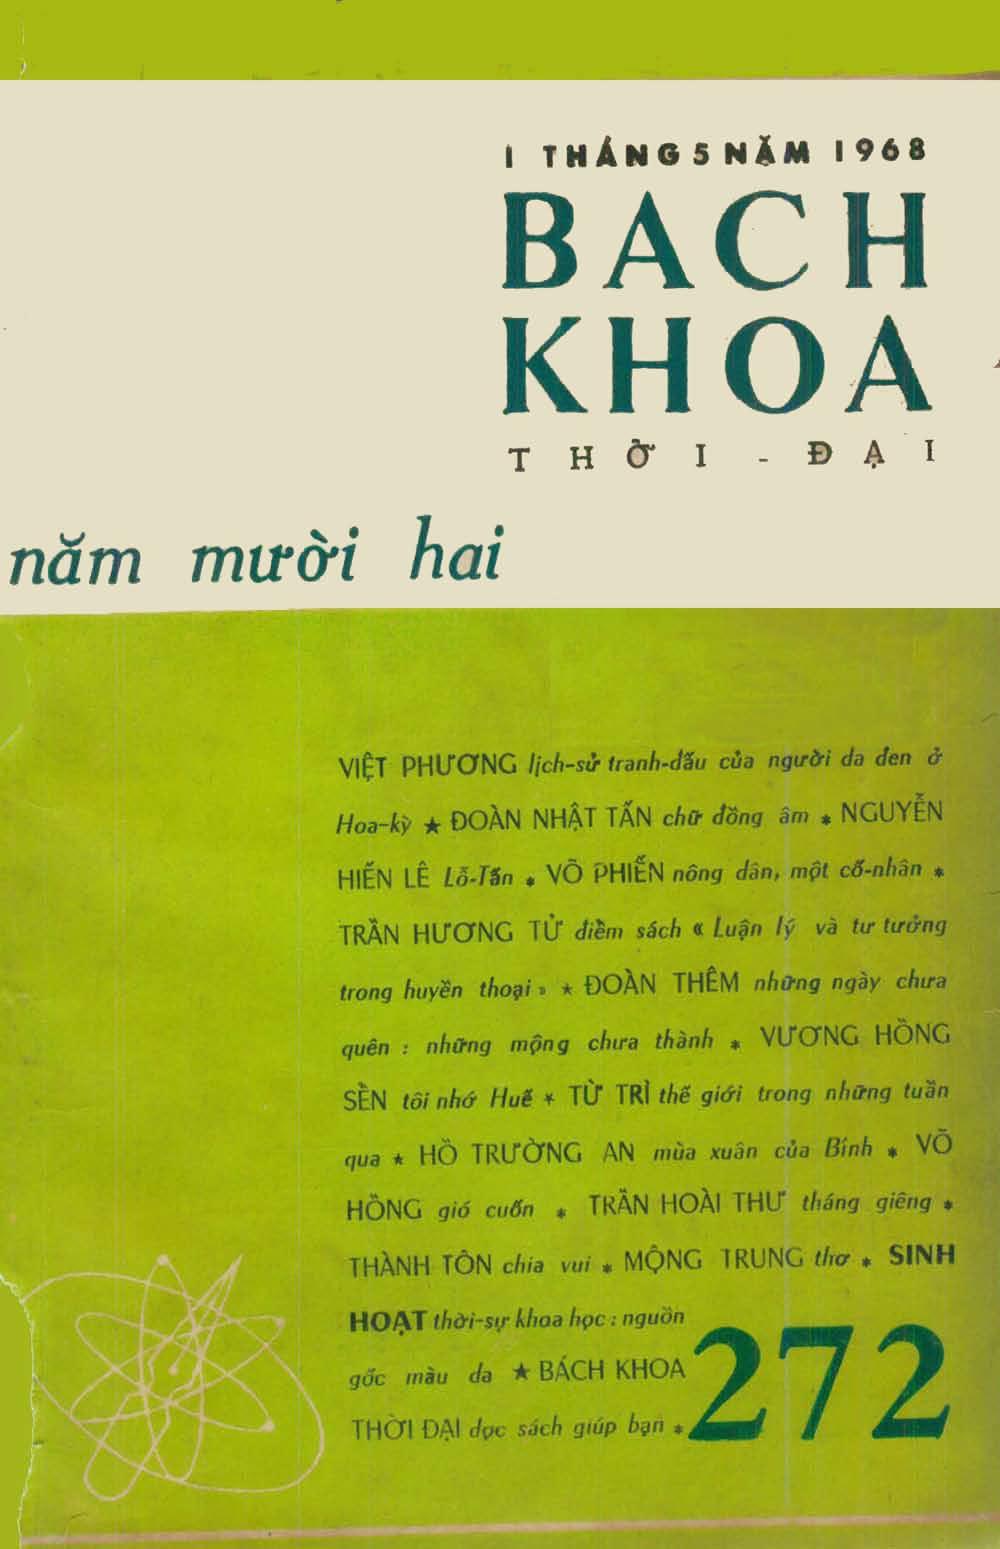 1 THÁNG 5 NĂM 1968
BACH
KHOA
THỜI - ĐẠI
năm mười hai
VIỆT PHƯƠNG lịch-sử tranh-đấu của người da đen ở
Hoa-kỳ ★ ĐOÀN NHẬT TẤN chữ đồng âm * NGUYỄN
HIẾN LÊ Lỗ-Tấn * VÕ PHIẾN nông dân, một cố-nhân *
TRẦN HƯƠNG TỬ điểm sách « Luận lý và tư tưởng
trong huyền thoại » ★ ĐOÀN THÊM những ngày chưa
quên : những mộng chưa thành * VƯƠNG HỒNG
SỀN tôi nhớ Huế * TỪ TRÌ thế giới trong những tuần
qua ★ HỒ TRƯỜNG AN mùa xuân của Bính * VÕ
HỒNG gió cuốn * TRẦN HOÀI THƯ tháng giêng *
THÀNH TÔN chia vui * MỘNG TRUNG thơ * SINH
HOẠT thời-sự khoa học : nguồn
gốc màu da ★ BÁCH KHOA
THỜI ĐẠI đọc sách giúp bạn *
272